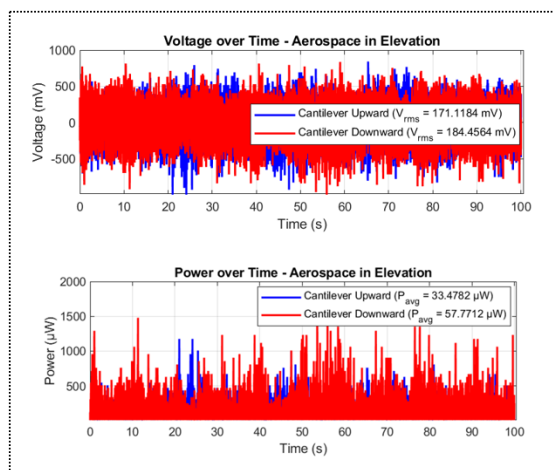 Voltage over Time - Aerospace in Elevation
1000
500
0
-500
Voltage (mV)
Cantilever Upward (Vrms = 171.1184 mV)
Cantilever Downward (Vrms = 184.4564 mV)
0 10 20 30 40 50 60 70 80 90 100
Time (s)
Power over Time - Aerospace in Elevation
2000
1500
1000
500
Power (µW)
Cantilever Upward (Pavg = 33.4782 µW)
Cantilever Downward (Pavg = 57.7712 µW)
0 10 20 30 40 50 60 70 80 90 100
Time (s)